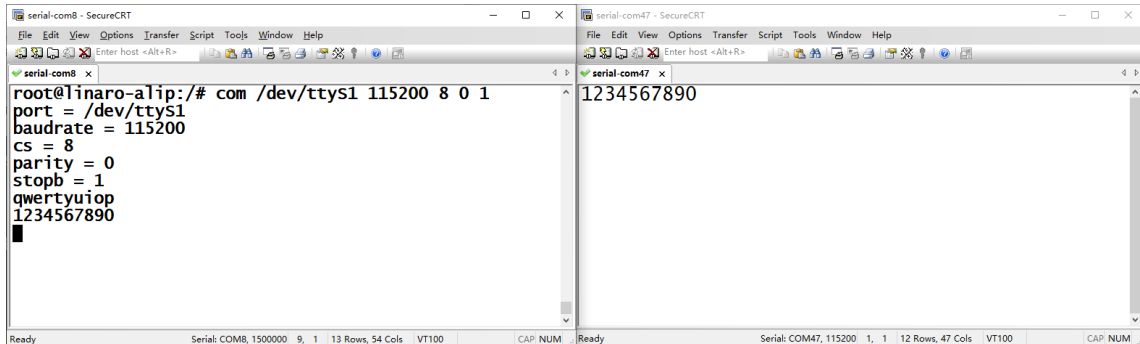 serial-com8 - SecureCRT
File Edit View Options Transfer Script Tools Window Help
Enter host <Alt+R>
serial-com8
root@linaro-alip:/# com /dev/ttyS1 115200 8 0 1
port = /dev/ttyS1
baudrate = 115200
cs = 8
parity = 0
stopb = 1
qwertyuiop
1234567890
Ready Serial: COM8, 1500000 9, 1 13 Rows, 54 Cols VT100 CAP NUM
serial-com47 - SecureCRT
File Edit View Options Transfer Script Tools Window Help
Enter host <Alt+R>
serial-com47
1234567890
Ready Serial: COM47, 115200 1, 1 12 Rows, 47 Cols VT100 CAP NUM